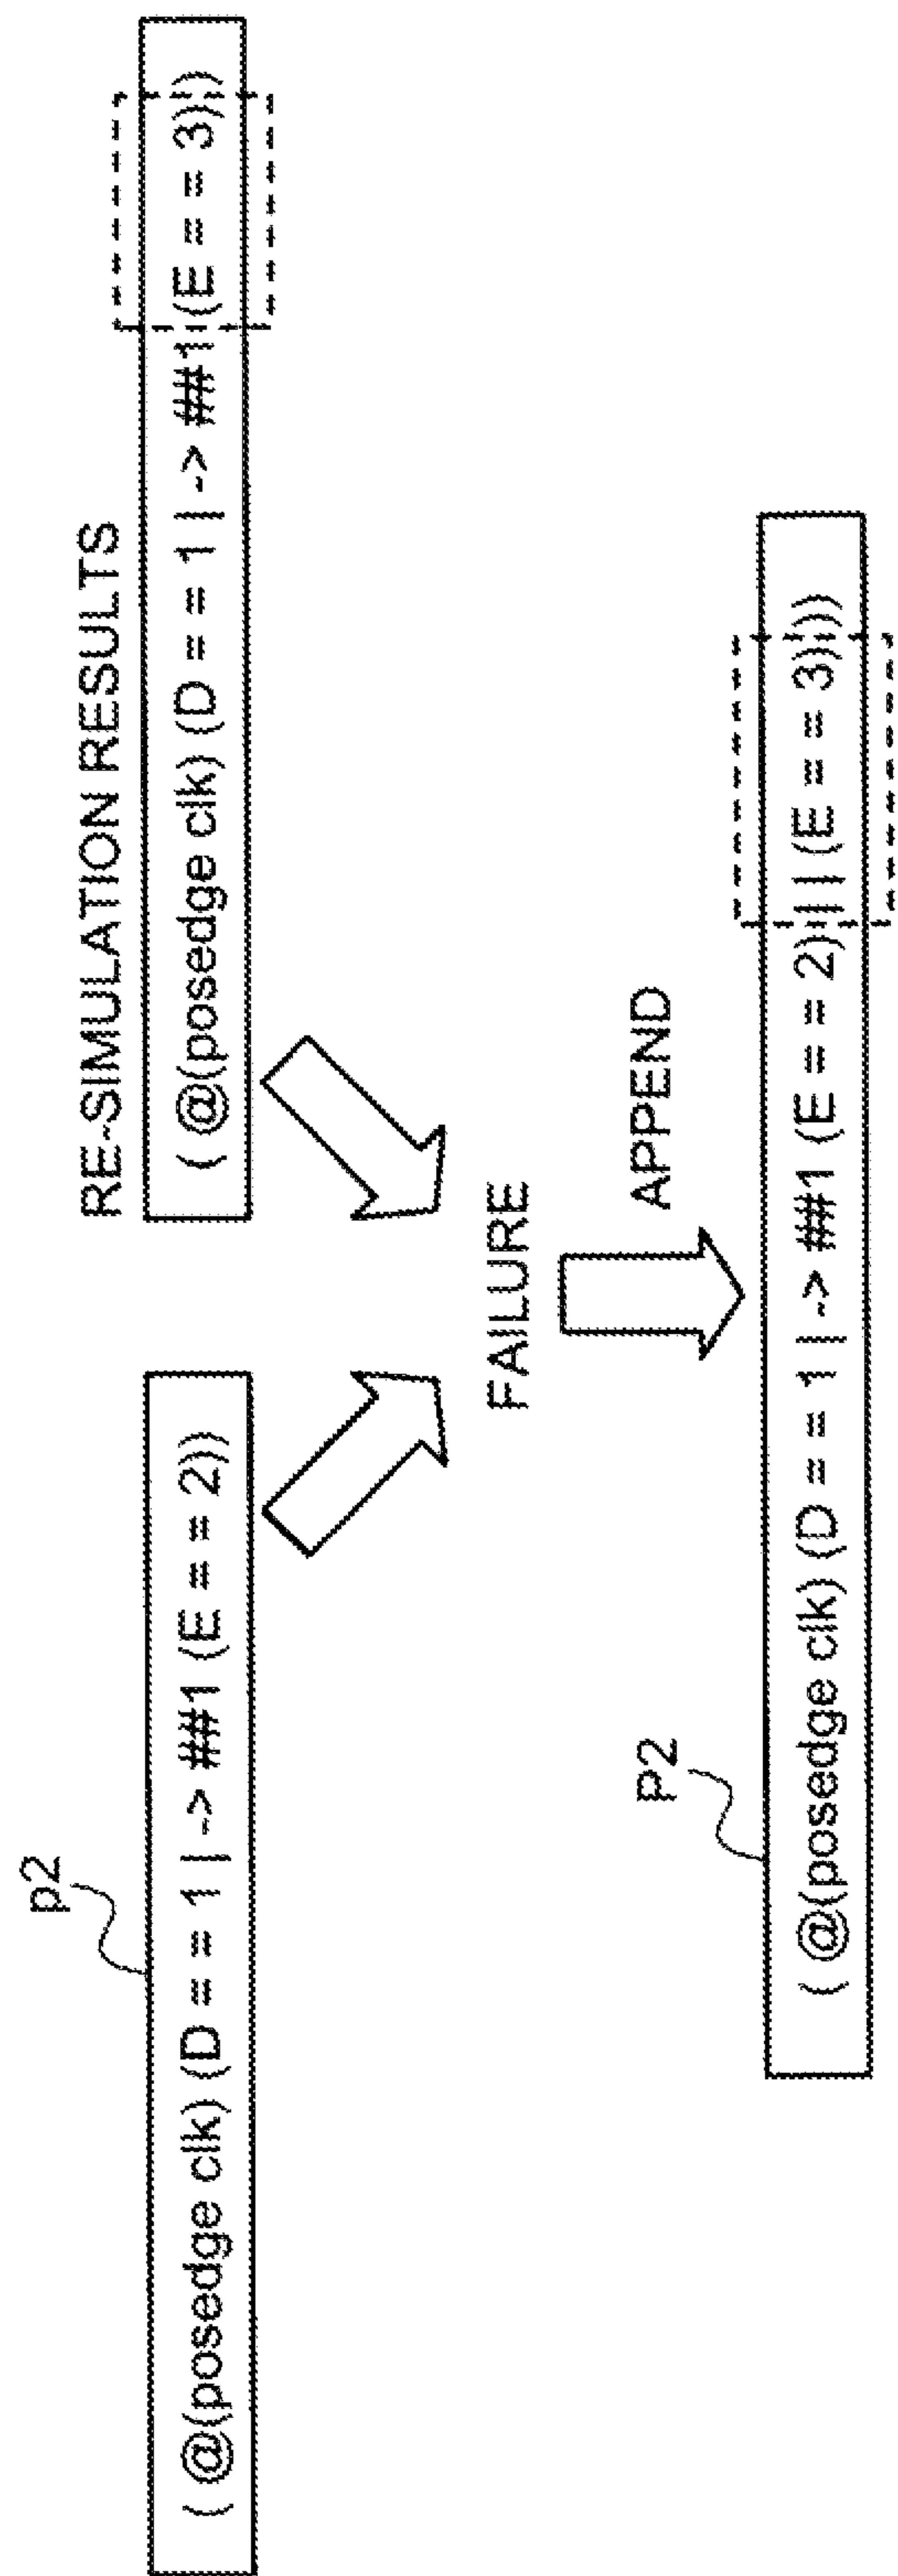 p2
( @(posedge clk) (D = = 1 | -> ##1 (E = = 2))
RE-SIMULATION RESULTS
( @(posedge clk) (D = = 1 | -> ##1 (E = = 3))
FAILURE
APPEND
P2
( @(posedge clk) (D = = 1 | -> ##1 (E = = 2) | | (E = = 3)))